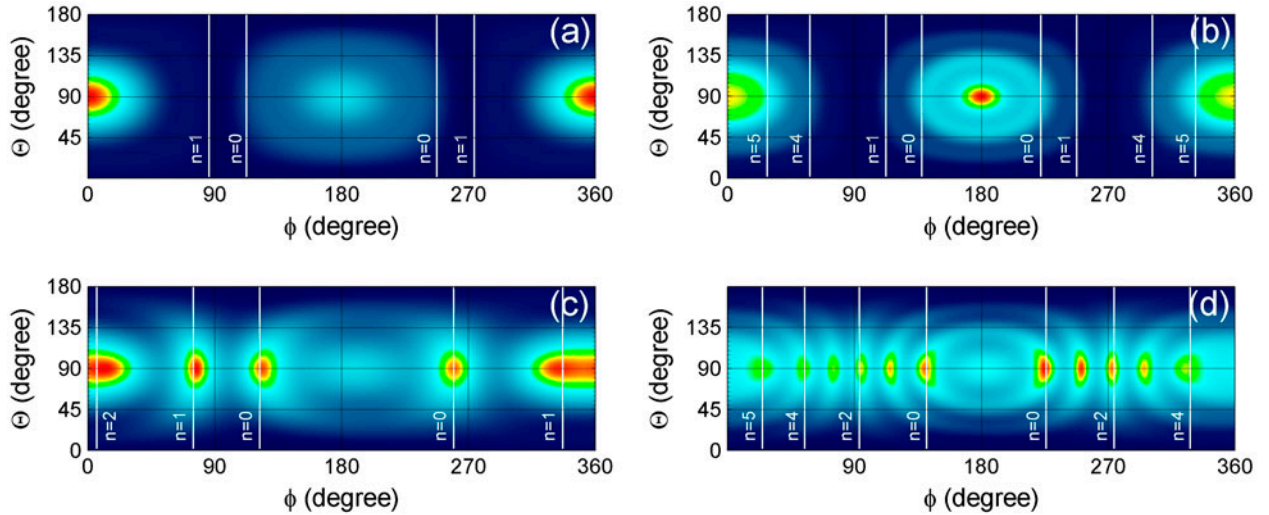 (a)
180
135
90
45
0
Θ (degree)
n=1
n=0
n=0
n=1
0
90
180
270
360
ϕ (degree)
(b)
180
135
90
45
0
Θ (degree)
n=5
n=4
n=1
n=0
n=0
n=1
n=4
n=5
0
90
180
270
360
ϕ (degree)
(c)
180
135
90
45
0
Θ (degree)
n=2
n=1
n=0
n=0
n=1
0
90
180
270
360
ϕ (degree)
(d)
135
90
45
0
Θ (degree)
n=5
n=4
n=2
n=0
n=0
n=2
n=4
90
180
270
360
ϕ (degree)